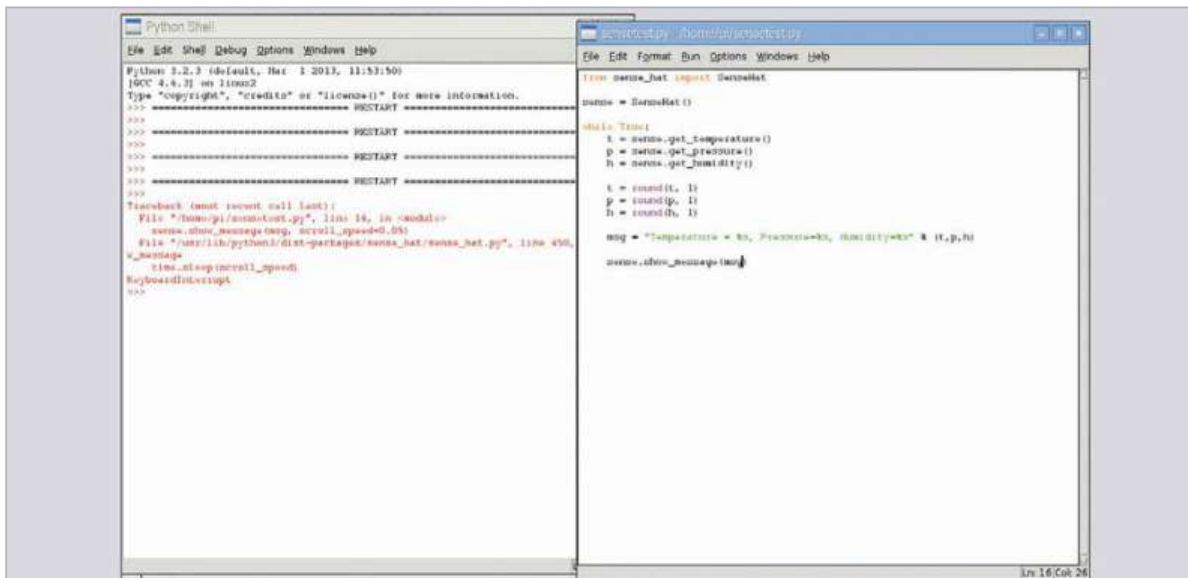 Python Shell
File Edit Shell Debug Options Windows Help
Python 3.2.3 (default, Mar 1 2013, 11:53:50)
[GCC 4.6.3] on linux2
Type "copyright", "credits" or "license()" for more information.
>>> ================================ RESTART ================================
>>>
>>> ================================ RESTART ================================
>>>
>>> ================================ RESTART ================================
>>>
>>> ================================ RESTART ================================
>>>
Traceback (most recent call last):
File "/home/pi/sensetest.py", line 14, in <module>
sense.show_message(msg, scroll_speed=0.05)
File "/usr/lib/python3/dist-packages/sense_hat/sense_hat.py", line 450,
w_message
time.sleep(scroll_speed)
KeyboardInterrupt
>>>
sensetest.py - /home/pi/sensetest.py
File Edit Format Run Options Windows Help
from sense_hat import SenseHat
sense = SenseHat()
while True:
t = sense.get_temperature()
p = sense.get_pressure()
h = sense.get_humidity()
t = round(t, 1)
p = round(p, 1)
h = round(h, 1)
msg = "Temperature = %s, Pressure=%s, Humidity=%s" % (t,p,h)
sense.show_message(msg)
Ln: 16 Col: 26